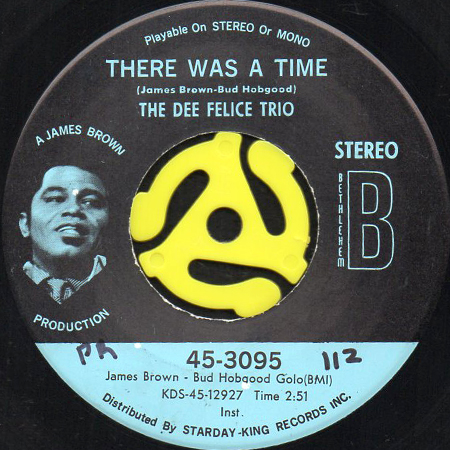 Playable On STEREO Or MONO
THERE WAS A TIME
(James Brown-Bud Hobgood)
THE DEE FELICE TRIO
A JAMES BROWN
PRODUCTION
STEREO
BETHLEHEM
B
PR
45-3095
112
James Brown - Bud Hobgood Golo(BMI)
KDS-45-12927 Time 2:51
Inst.
Distributed By STARDAY-KING RECORDS INC.